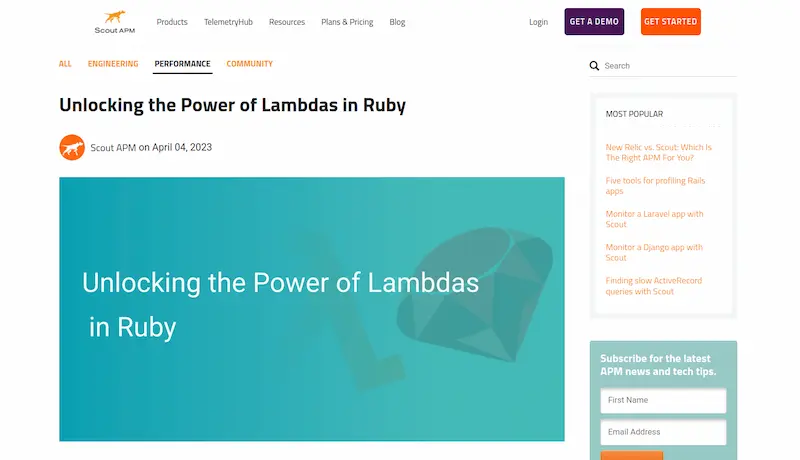 Scout APM
Products
TelemetryHub
Resources
Plans & Pricing
Blog
Login
GET A DEMO
GET STARTED
ALL
ENGINEERING
PERFORMANCE
COMMUNITY
Search
Unlocking the Power of Lambdas in Ruby
Scout APM on April 04, 2023
Unlocking the Power of Lambdas
in Ruby
MOST POPULAR
New Relic vs. Scout: Which Is
The Right APM For You?
Five tools for profiling Rails
apps
Monitor a Laravel app with
Scout
Monitor a Django app with
Scout
Finding slow ActiveRecord
queries with Scout
Subscribe for the latest
APM news and tech tips.
First Name
Email Address